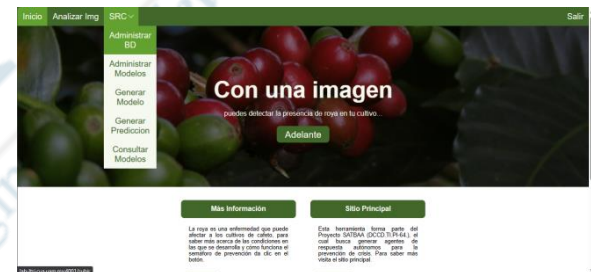 Inicio Analizar Img SRC Salir
Administrar
BD
Administrar
Modelos
Generar
Modelo
Generar
Prediccion
Consultar
Modelos
Con una imagen
puedes detectar la presencia de roya en tu cultivo...
Adelante
Más Información
La roya es una enfermedad que puede
afectar a los cultivos de cafeto, para
saber más acerca de las condiciones en
las que se desarrolla y cómo funciona el
semáforo de prevención da clic en el
botón.
Sitio Principal
Esta herramienta forma parte del
Proyecto SATBAA (DCCD.TI.PI-64.), el
cual busca generar agentes de
respuesta autónomos para la
prevención de crisis. Para saber más
visita el sitio principal